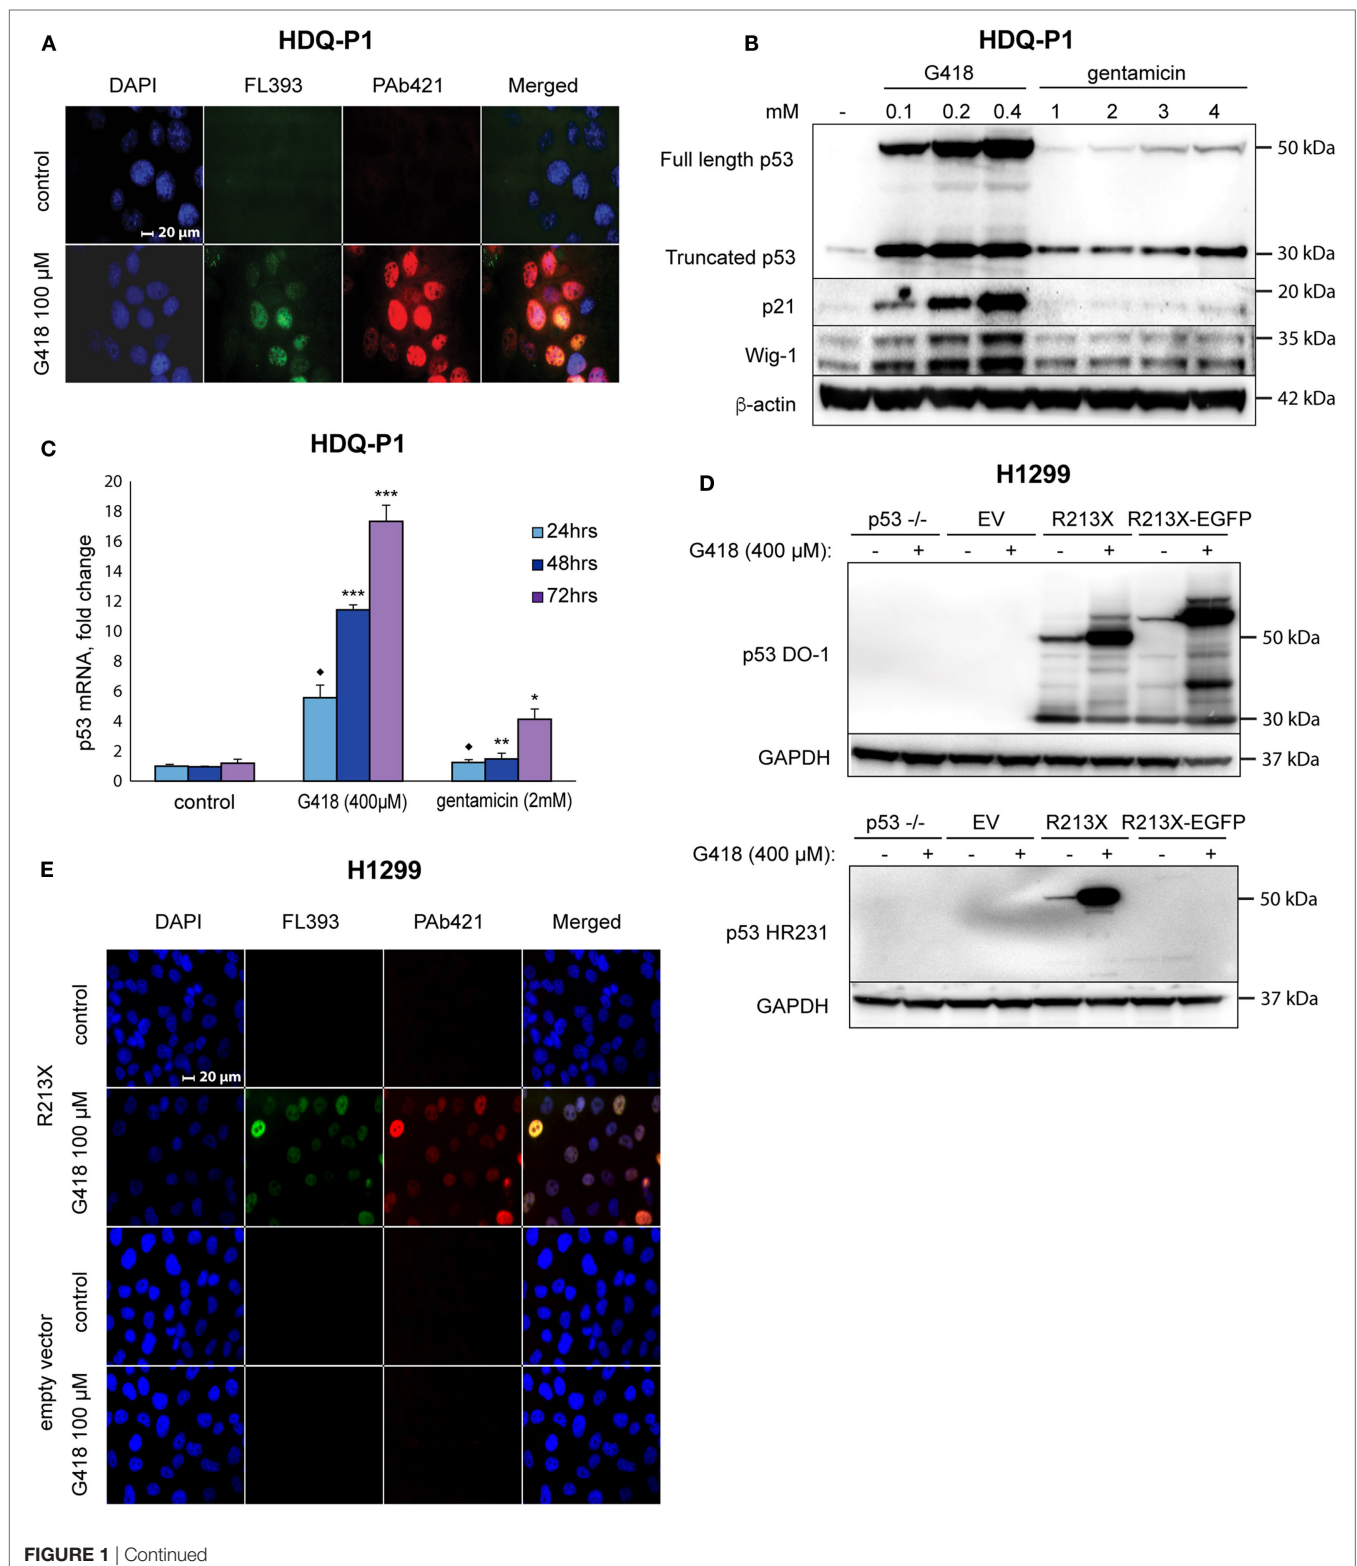 A
HDQ-P1
DAPI FL393 PAb421 Merged
control
20 µm
G418 100 µM
B
HDQ-P1
G418 gentamicin
mM - 0.1 0.2 0.4 1 2 3 4
Full length p53
50 kDa
Truncated p53
30 kDa
p21
20 kDa
Wig-1
35 kDa
β-actin
42 kDa
C
HDQ-P1
p53 mRNA, fold change
20
18
16
14
12
10
8
6
4
2
0
◆
***
***
◆
**
*
24hrs
48hrs
72hrs
control G418 (400µM) gentamicin (2mM)
D
H1299
p53 -/- EV R213X R213X-EGFP
G418 (400 µM): - + - + - + - +
p53 DO-1
50 kDa
30 kDa
GAPDH
37 kDa
p53 -/- EV R213X R213X-EGFP
G418 (400 µM): - + - + - + - +
p53 HR231
50 kDa
GAPDH
37 kDa
E
H1299
DAPI FL393 PAb421 Merged
R213X
control
20 µm
G418 100 µM
empty vector
control
G418 100 µM
FIGURE 1 | Continued